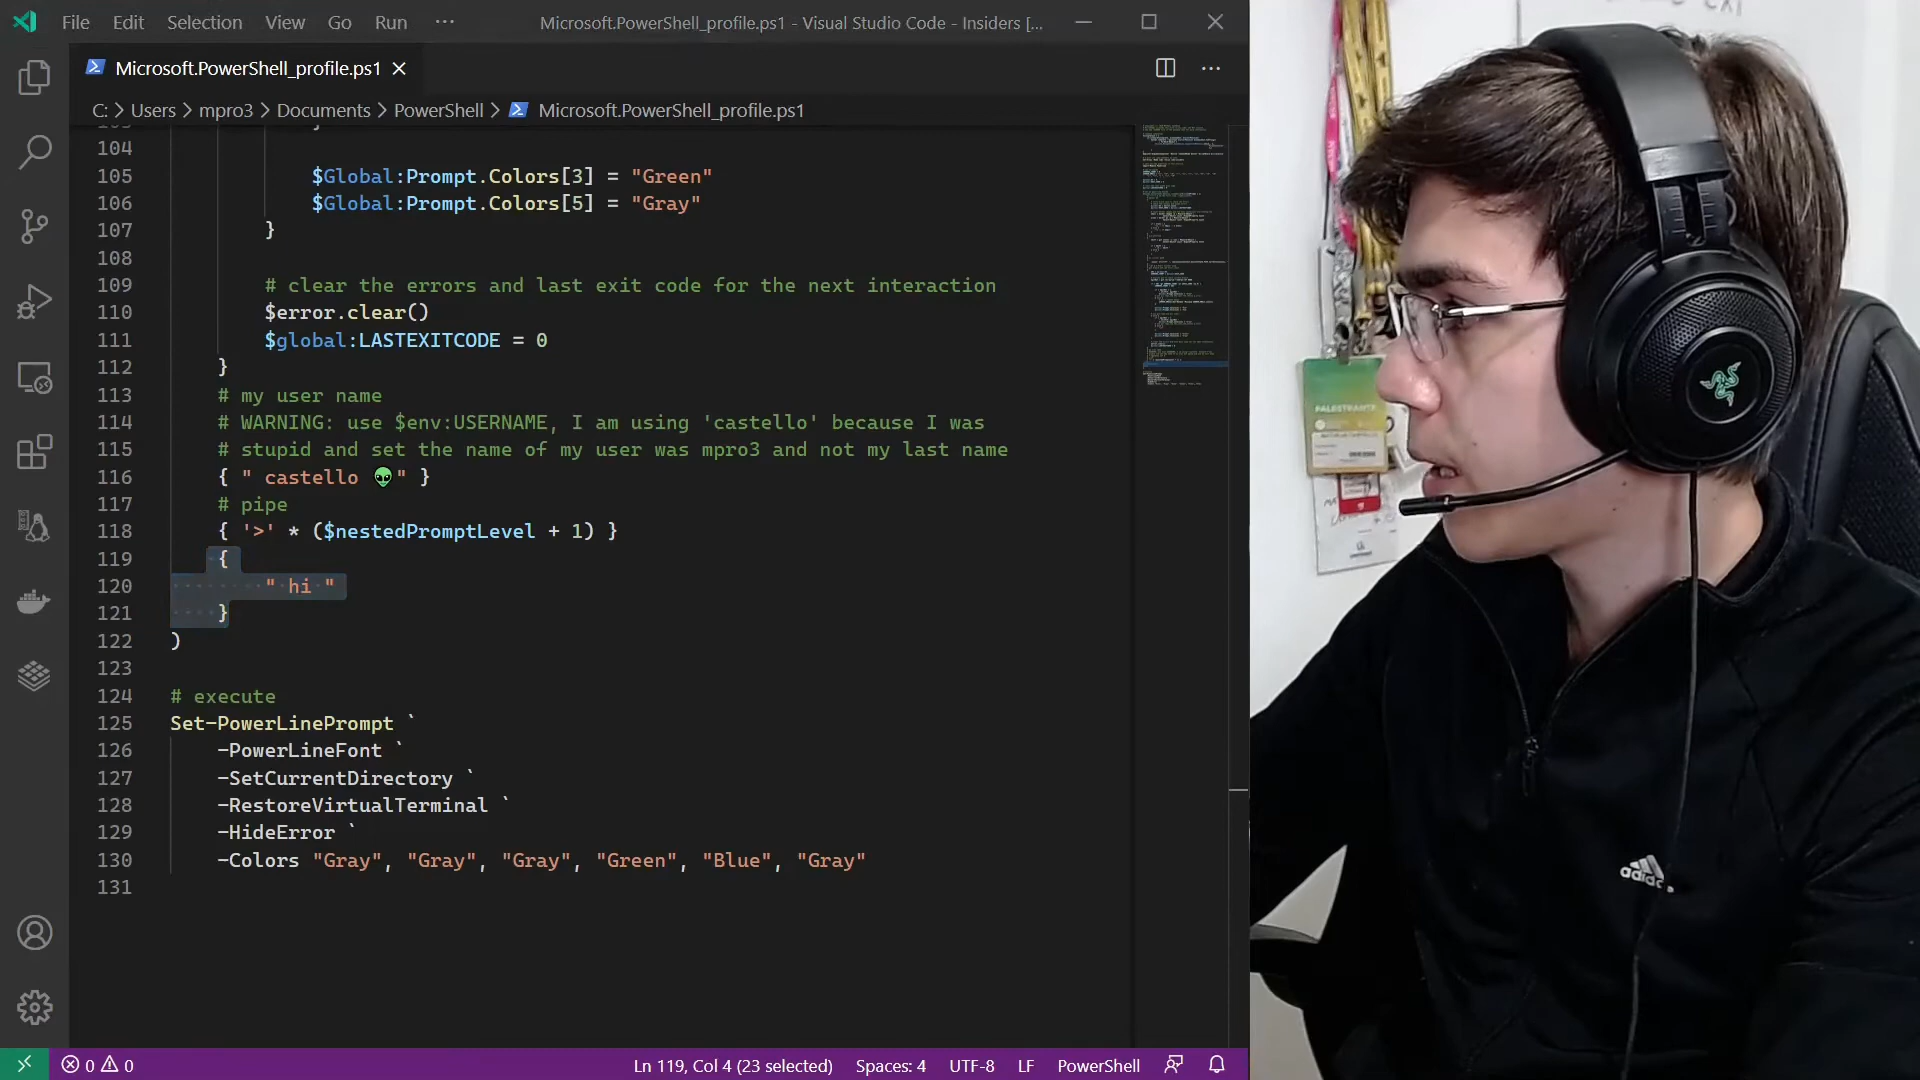 File Edit Selection View Go Run ··· Microsoft.PowerShell_profile.ps1 - Visual Studio Code - Insiders [...
Microsoft.PowerShell_profile.ps1
C: > Users > mpro3 > Documents > PowerShell > Microsoft.PowerShell_profile.ps1
104
105 $Global:Prompt.Colors[3] = "Green"
106 $Global:Prompt.Colors[5] = "Gray"
107 }
108
109 # clear the errors and last exit code for the next interaction
110 $error.clear()
111 $global:LASTEXITCODE = 0
112 }
113 # my user name
114 # WARNING: use $env:USERNAME, I am using 'castello' because I was
115 # stupid and set the name of my user was mpro3 and not my last name
116 { " castello 👽" }
117 # pipe
118 { '>' * ($nestedPromptLevel + 1) }
119 {
120 " hi "
121 }
122 )
123
124 # execute
125 Set-PowerLinePrompt `
126 -PowerLineFont `
127 -SetCurrentDirectory `
128 -RestoreVirtualTerminal `
129 -HideError `
130 -Colors "Gray", "Gray", "Gray", "Green", "Blue", "Gray"
131
0 0 Ln 119, Col 4 (23 selected) Spaces: 4 UTF-8 LF PowerShell
PALESTRANTE
adidas